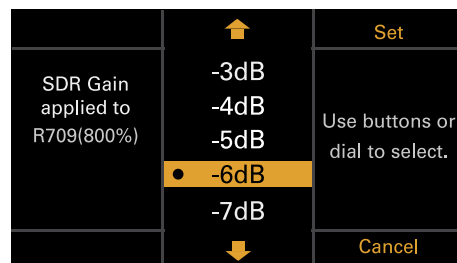 SDR Gain
applied to
R709(800%)
-3dB
-4dB
-5dB
-6dB
-7dB
Set
Use buttons or
dial to select.
Cancel